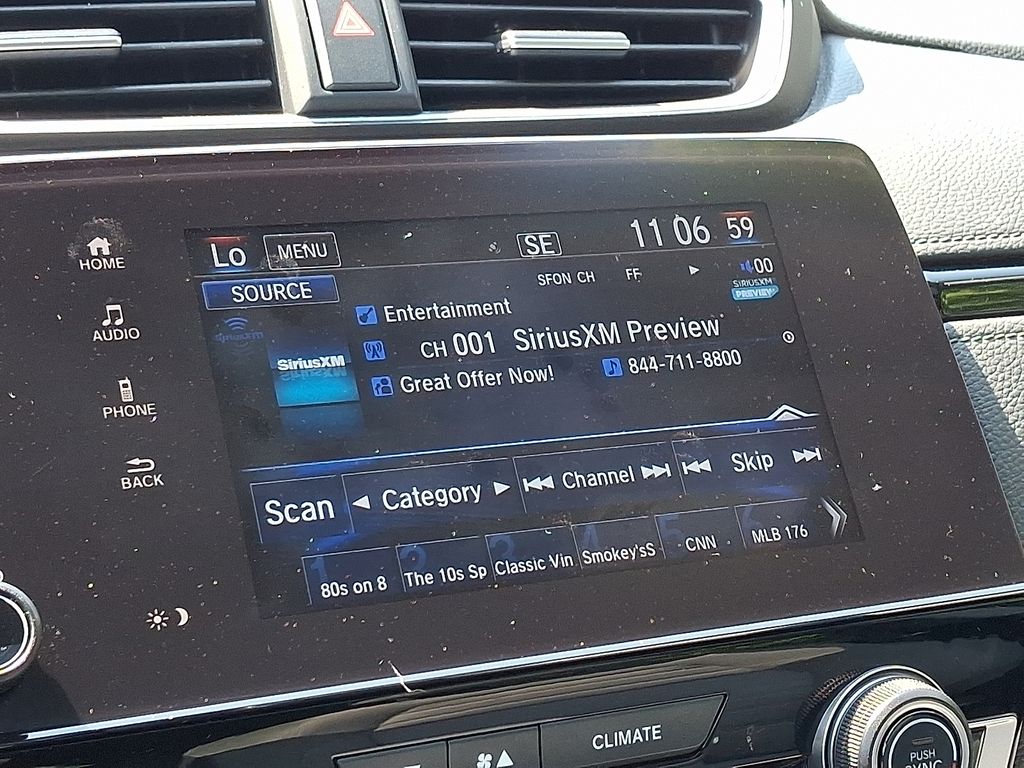 HOME
AUDIO
PHONE
BACK
Lo MENU SE 11 06 59
SOURCE SFON CH FF 00
SIRIUSXM
PREVIEW
Entertainment
SiriusXM
CH 001 SiriusXM Preview
SiriusXM
Great Offer Now! 844-711-8800
Scan Category Channel Skip
1 2 3 4 5 6
80s on 8 The 10s Sp Classic Vin Smokey'sS CNN MLB 176
CLIMATE
PUSH
SYNC